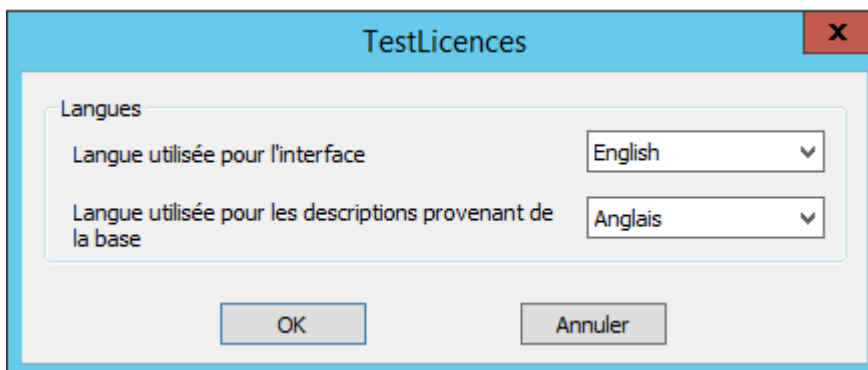 TestLicences
x
Langues
Langue utilisée pour l'interface
English
Langue utilisée pour les descriptions provenant de
la base
Anglais
OK
Annuler